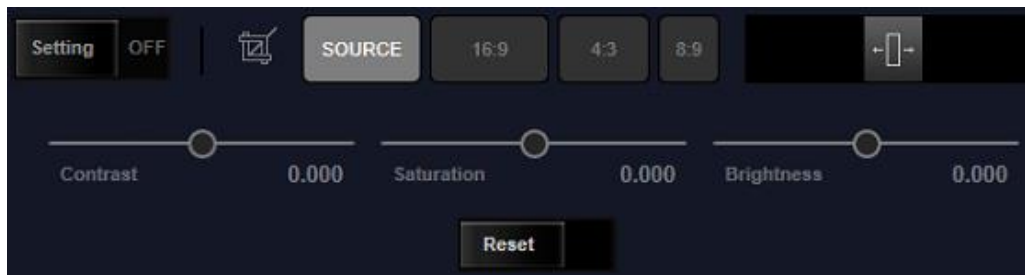 Setting OFF SOURCE 16:9 4:3 8:9
Contrast 0.000 Saturation 0.000 Brightness 0.000
Reset